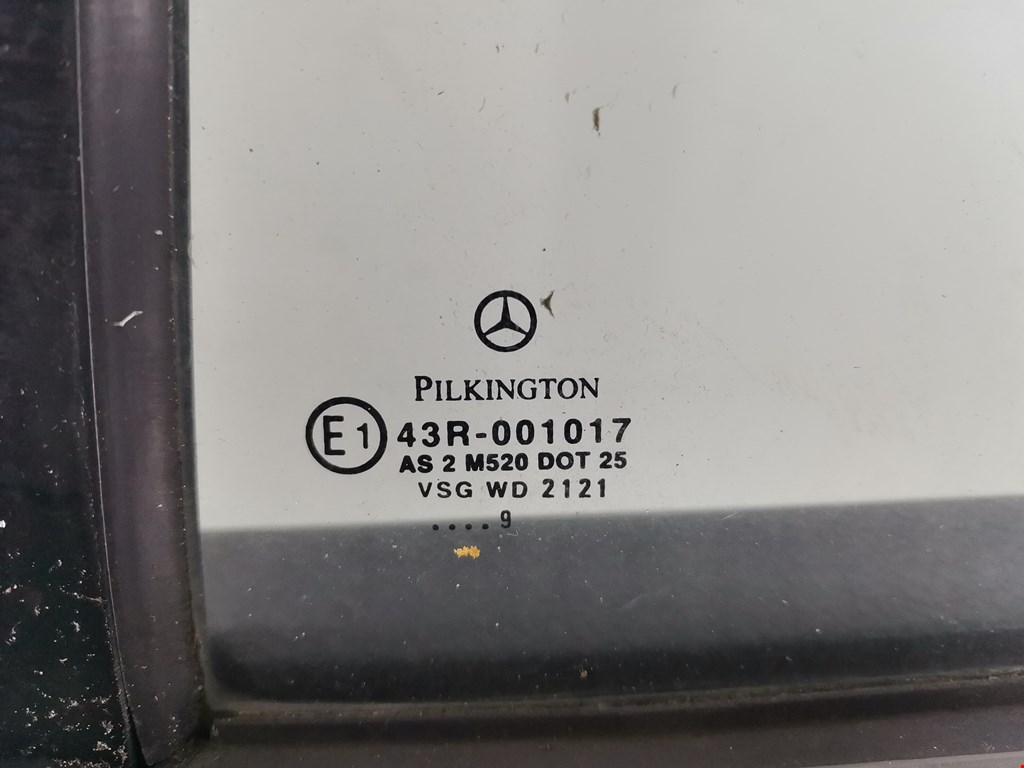 PILKINGTON
E1 43R-001017
AS 2 M520 DOT 25
VSG WD 2121
....9